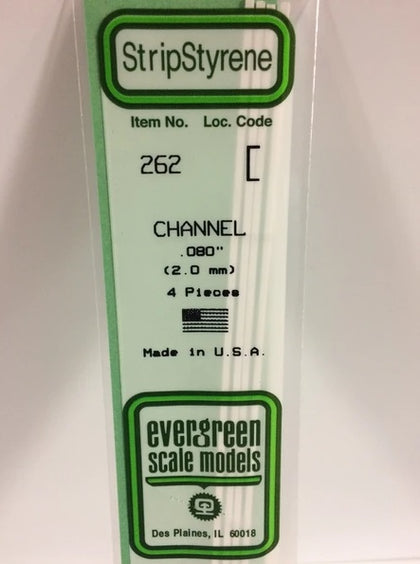 StripStyrene
Item No. Loc. Code
262
CHANNEL
.080"
(2.0 mm)
4 Pieces
Made in U.S.A.
evergreen
scale models
Des Plaines, IL 60018